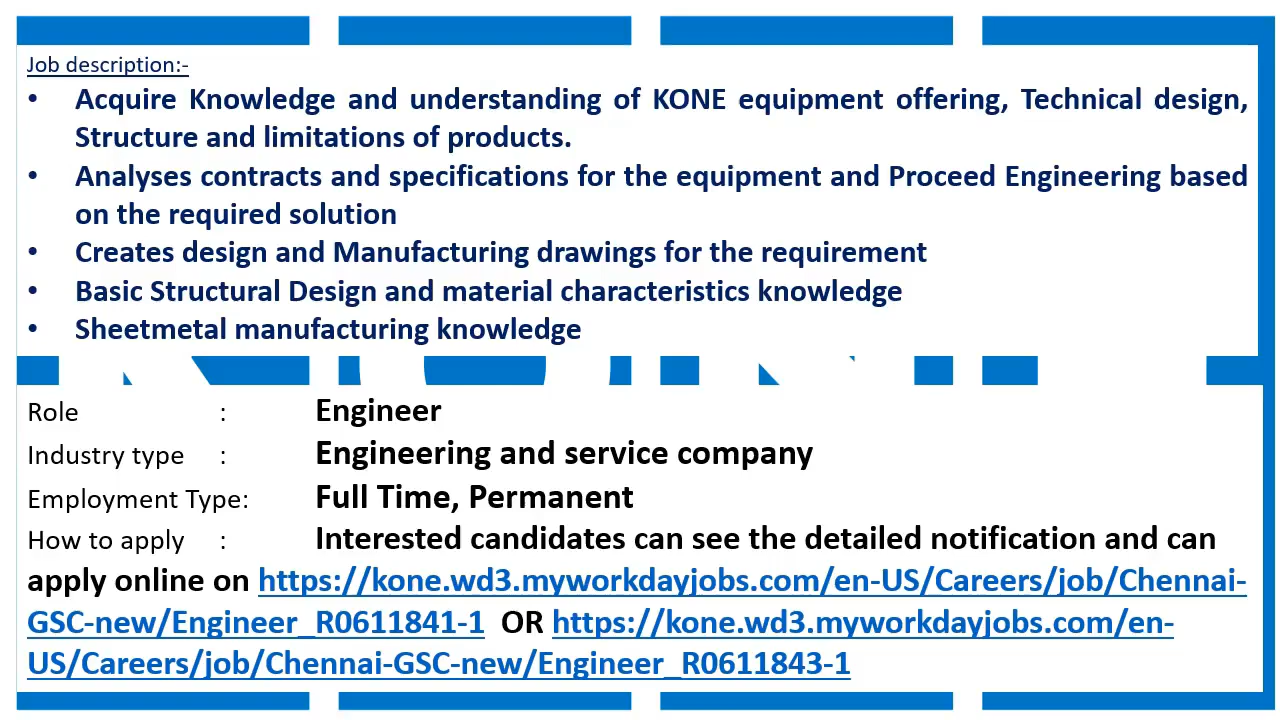 Job description:-
• Acquire Knowledge and understanding of KONE equipment offering, Technical design,
Structure and limitations of products.
• Analyses contracts and specifications for the equipment and Proceed Engineering based
on the required solution
• Creates design and Manufacturing drawings for the requirement
• Basic Structural Design and material characteristics knowledge
• Sheetmetal manufacturing knowledge
Role : Engineer
Industry type : Engineering and service company
Employment Type: Full Time, Permanent
How to apply : Interested candidates can see the detailed notification and can
apply online on https://kone.wd3.myworkdayjobs.com/en-US/Careers/job/Chennai-
GSC-new/Engineer_R0611841-1 OR https://kone.wd3.myworkdayjobs.com/en-
US/Careers/job/Chennai-GSC-new/Engineer_R0611843-1